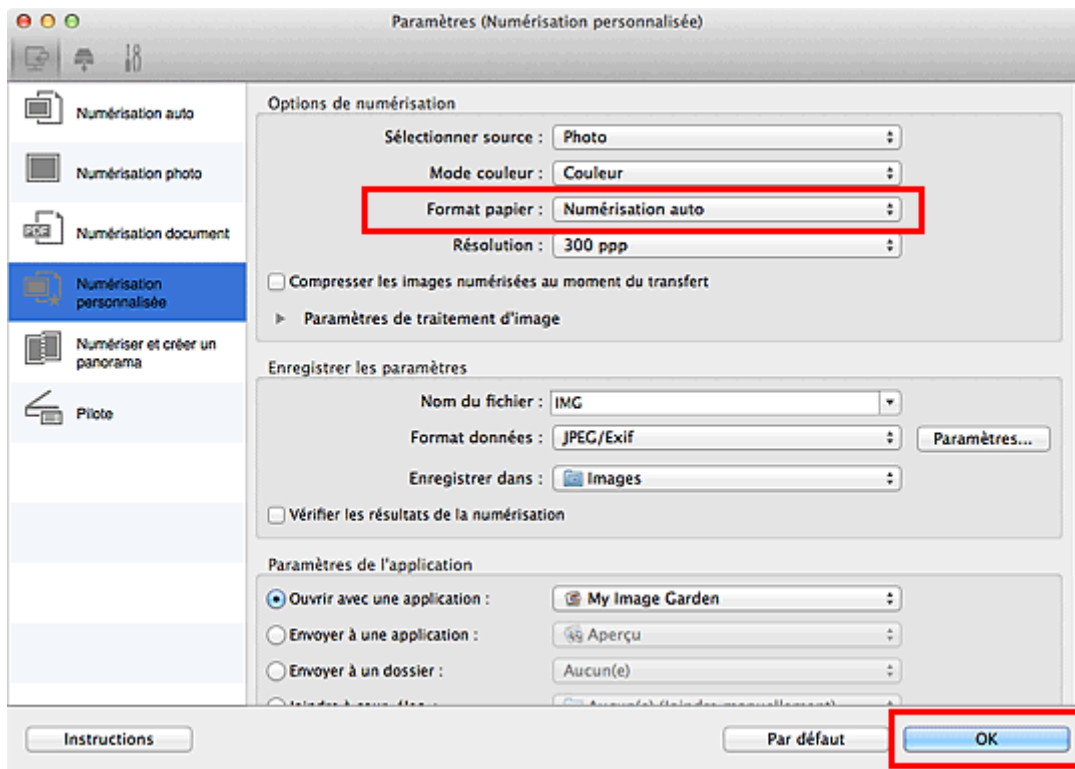 Paramètres (Numérisation personnalisée)
Numérisation auto
Numérisation photo
PDF
Numérisation document
Numérisation
personnalisée
Numériser et créer un
panorama
Pilote
Options de numérisation
Sélectionner source : Photo
Mode couleur : Couleur
Format papier : Numérisation auto
Résolution : 300 ppp
Compresser les images numérisées au moment du transfert
Paramètres de traitement d'image
Enregistrer les paramètres
Nom du fichier : IMG
Format données : JPEG/Exif Paramètres...
Enregistrer dans : Images
Vérifier les résultats de la numérisation
Paramètres de l'application
Ouvrir avec une application : My Image Garden
Envoyer à une application : Aperçu
Envoyer à un dossier : Aucun(e)
Instructions Par défaut OK